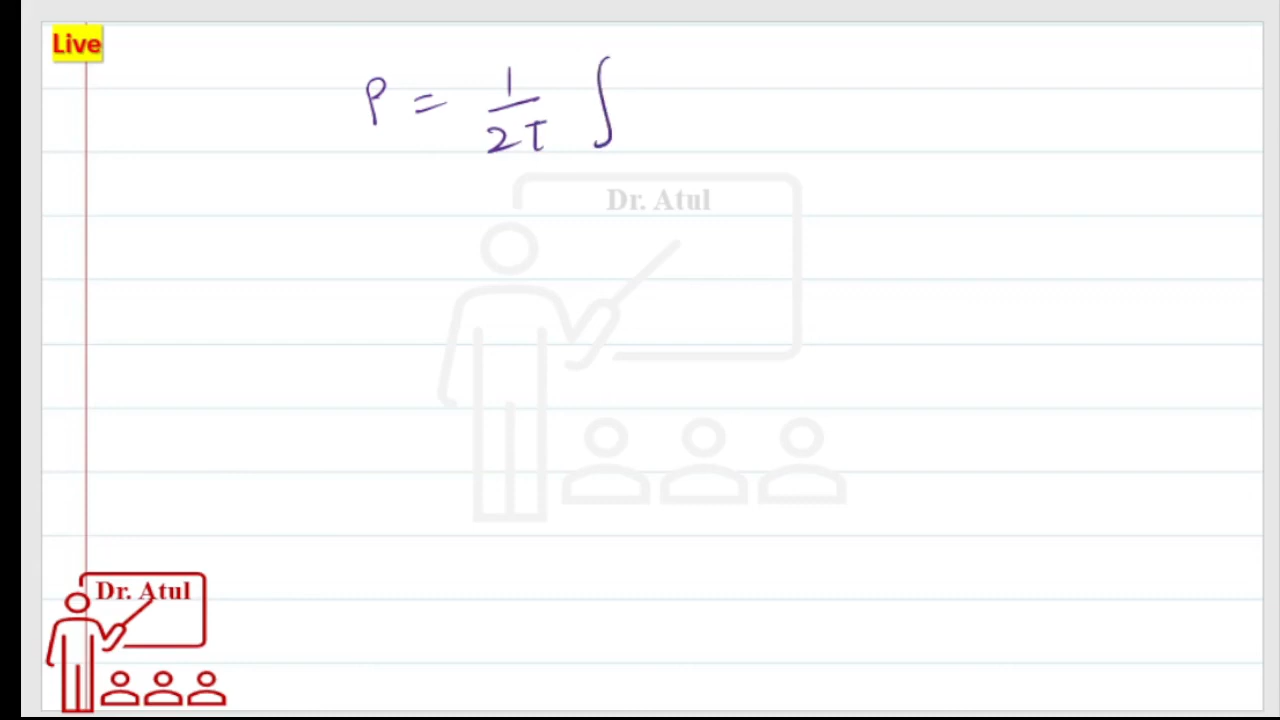 Live
P = 1/2T ∫
Dr. Atul
Dr. Atul